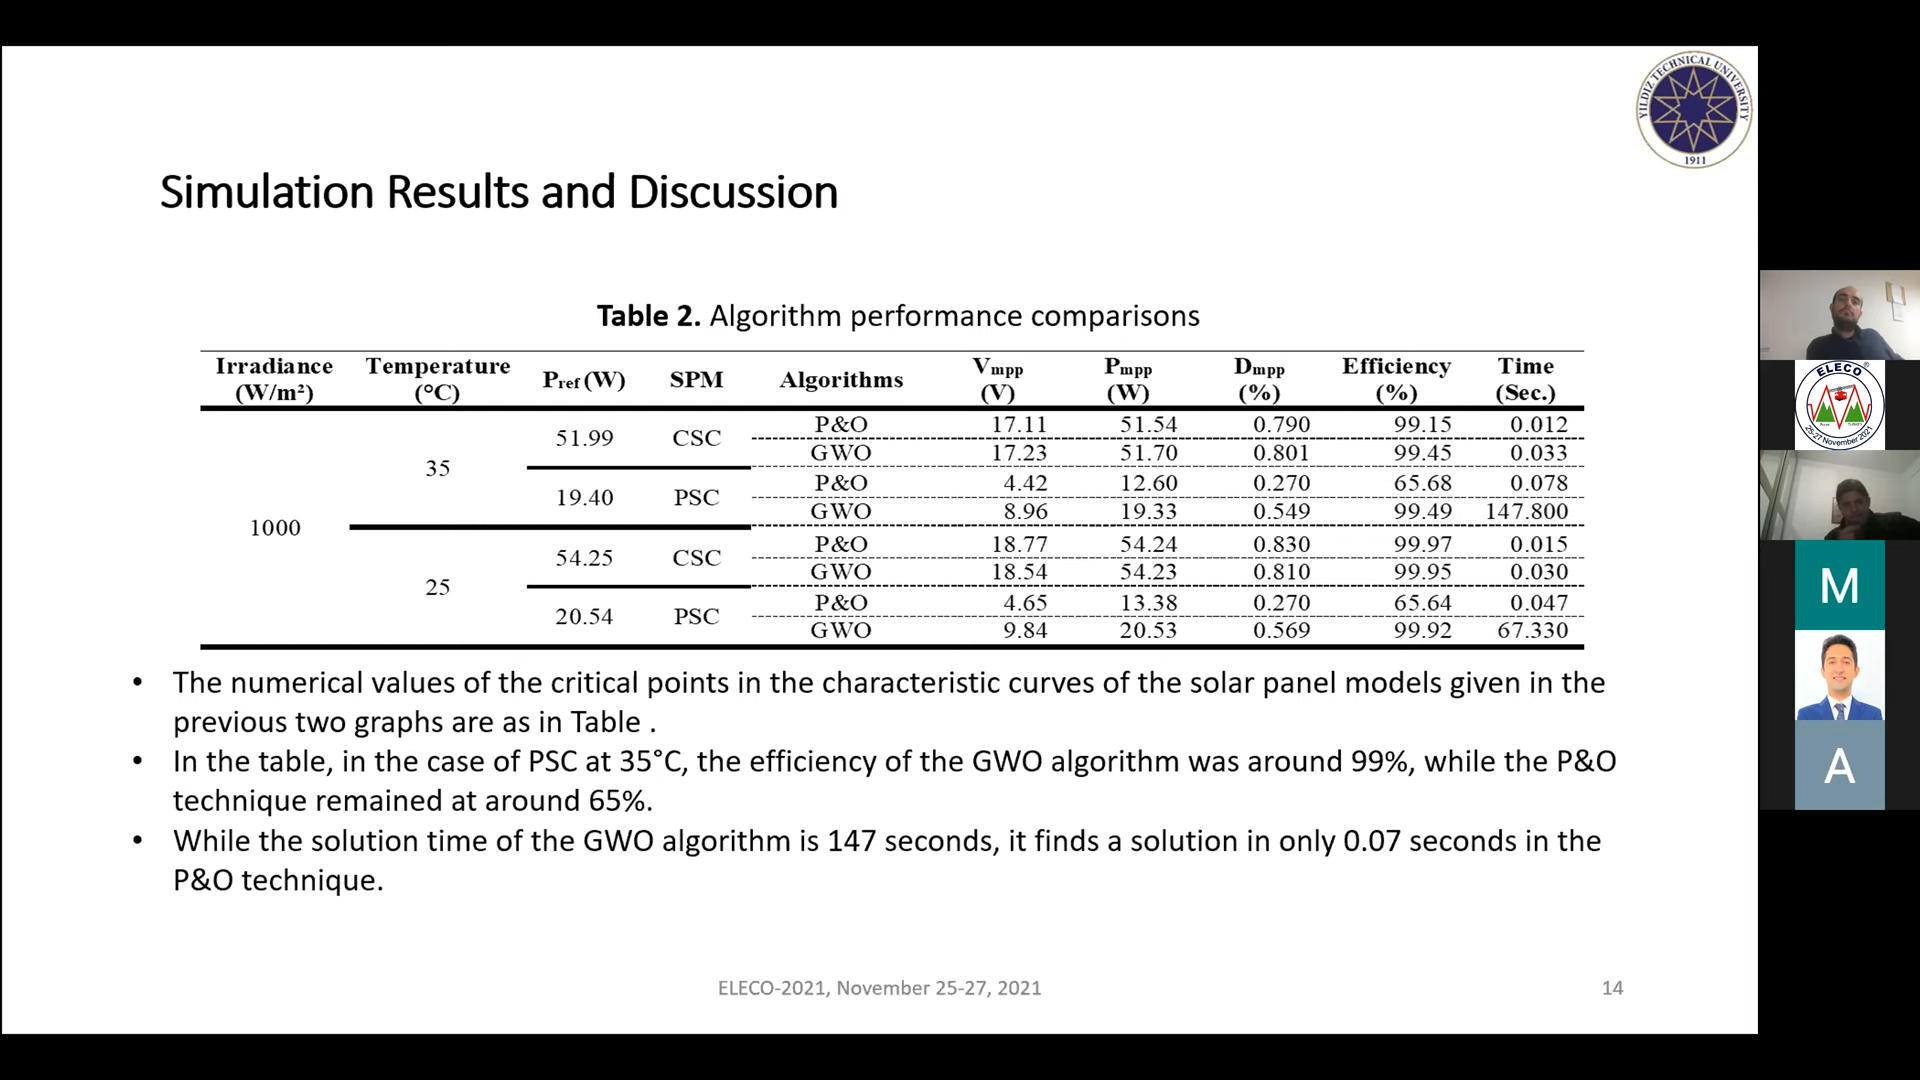 YILDIZ TECHNICAL UNIVERSITY
1911
Simulation Results and Discussion
Table 2. Algorithm performance comparisons
Irradiance (W/m²) Temperature (°C) Pref (W) SPM Algorithms Vmpp (V) Pmpp (W) Dmpp (%) Efficiency (%) Time (Sec.)
1000 35 51.99 CSC P&O 17.11 51.54 0.790 99.15 0.012
GWO 17.23 51.70 0.801 99.45 0.033
19.40 PSC P&O 4.42 12.60 0.270 65.68 0.078
GWO 8.96 19.33 0.549 99.49 147.800
25 54.25 CSC P&O 18.77 54.24 0.830 99.97 0.015
GWO 18.54 54.23 0.810 99.95 0.030
20.54 PSC P&O 4.65 13.38 0.270 65.64 0.047
GWO 9.84 20.53 0.569 99.92 67.330
• The numerical values of the critical points in the characteristic curves of the solar panel models given in the
previous two graphs are as in Table .
• In the table, in the case of PSC at 35°C, the efficiency of the GWO algorithm was around 99%, while the P&O
technique remained at around 65%.
• While the solution time of the GWO algorithm is 147 seconds, it finds a solution in only 0.07 seconds in the
P&O technique.
ELECO-2021, November 25-27, 2021
14
ELECO
25-27 November 2021
M
A